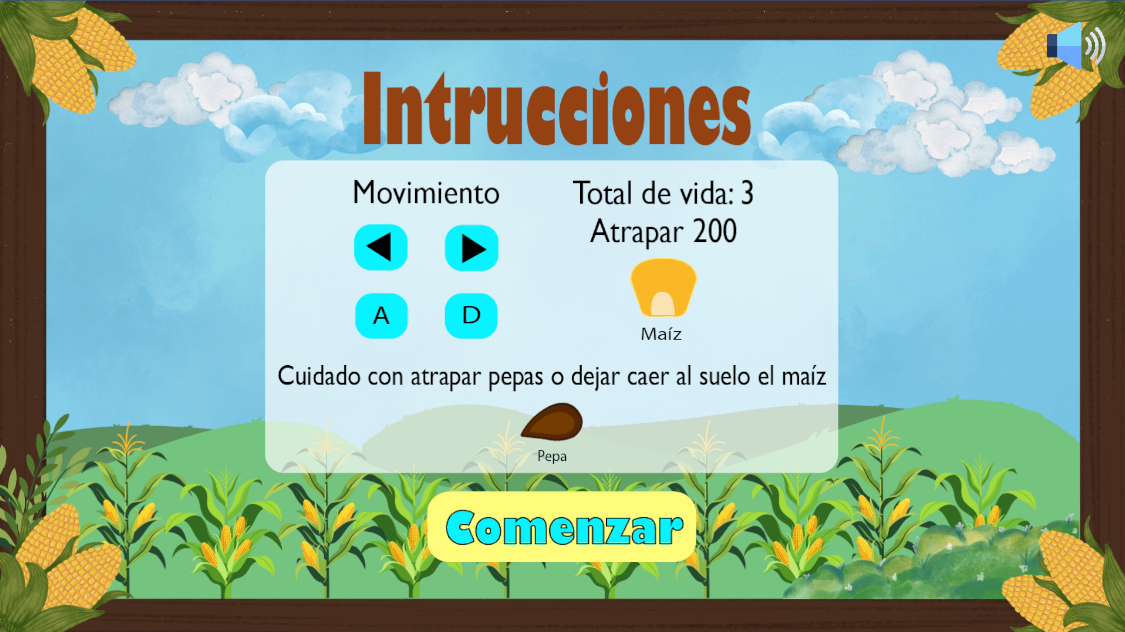 Intrucciones
Movimiento
Total de vida: 3
Atrapar 200
A
D
Maíz
Cuidado con atrapar pepas o dejar caer al suelo el maíz
Pepa
Comenzar